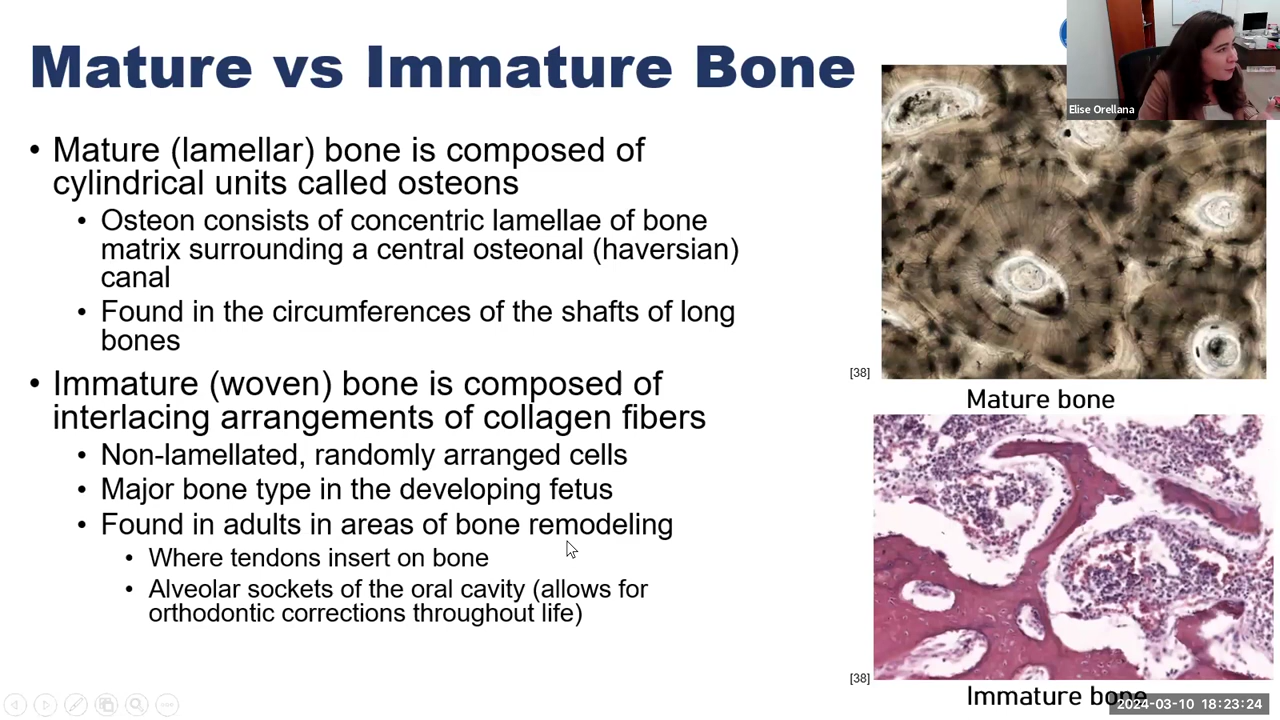 Mature vs Immature Bone
Elise Orellana
• Mature (lamellar) bone is composed of
cylindrical units called osteons
• Osteon consists of concentric lamellae of bone
matrix surrounding a central osteonal (haversian)
canal
• Found in the circumferences of the shafts of long
bones
• Immature (woven) bone is composed of
interlacing arrangements of collagen fibers
• Non-lamellated, randomly arranged cells
• Major bone type in the developing fetus
• Found in adults in areas of bone remodeling
• Where tendons insert on bone
• Alveolar sockets of the oral cavity (allows for
orthodontic corrections throughout life)
[38]
Mature bone
[38]
Immature bone
2024-03-10 18:23:24